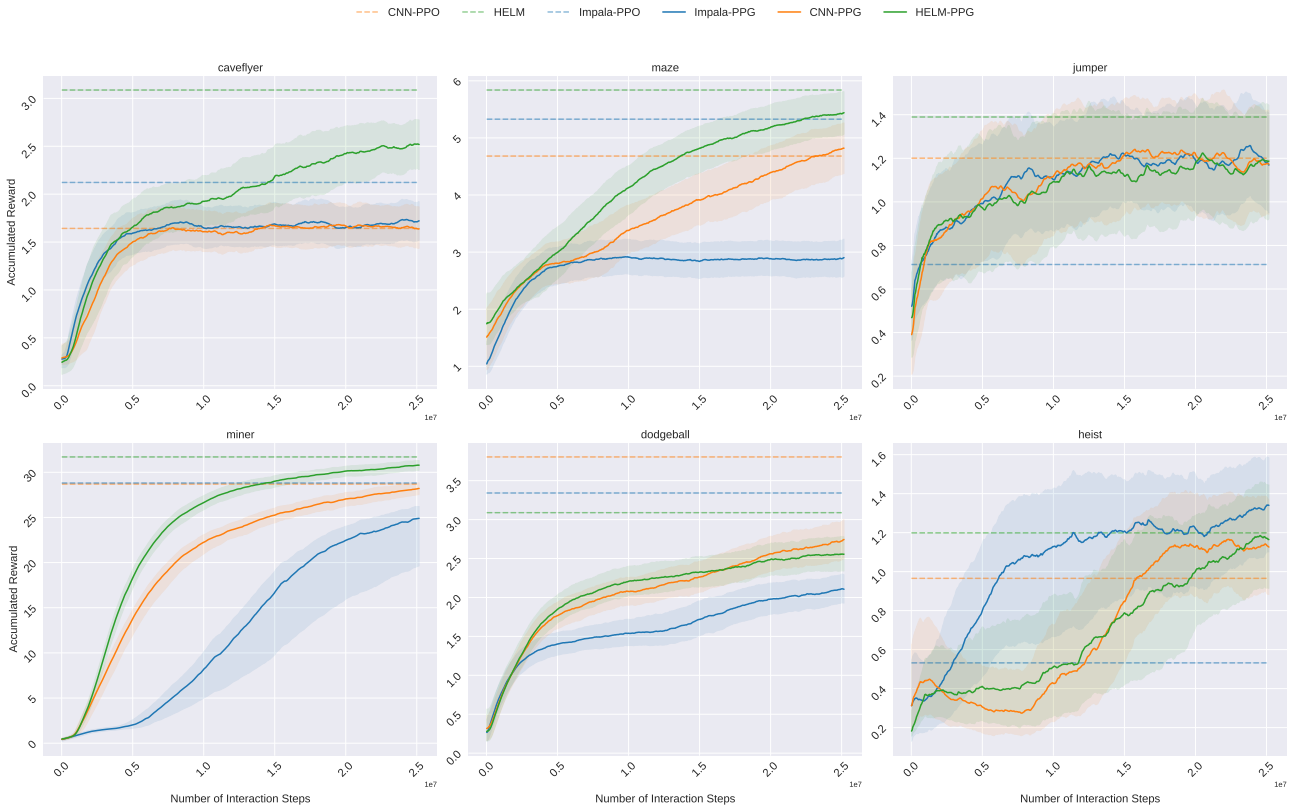 CNN-PPO HELM Impala-PPO Impala-PPG CNN-PPG HELM-PPG
caveflyer
maze
jumper
Accumulated Reward
3.0
2.5
2.0
1.5
1.0
0.5
0.0
0.0 0.5 1.0 1.5 2.0 2.5
1e7
6
5
4
3
2
1
0.0 0.5 1.0 1.5 2.0 2.5
1e7
1.4
1.2
1.0
0.8
0.6
0.4
0.2
0.0 0.5 1.0 1.5 2.0 2.5
1e7
miner
dodgeball
heist
Accumulated Reward
30
25
20
15
10
5
0
0.0 0.5 1.0 1.5 2.0 2.5
1e7
Number of Interaction Steps
3.5
3.0
2.5
2.0
1.5
1.0
0.5
0.0
0.0 0.5 1.0 1.5 2.0 2.5
1e7
Number of Interaction Steps
1.6
1.4
1.2
1.0
0.8
0.6
0.4
0.2
0.0 0.5 1.0 1.5 2.0 2.5
1e7
Number of Interaction Steps